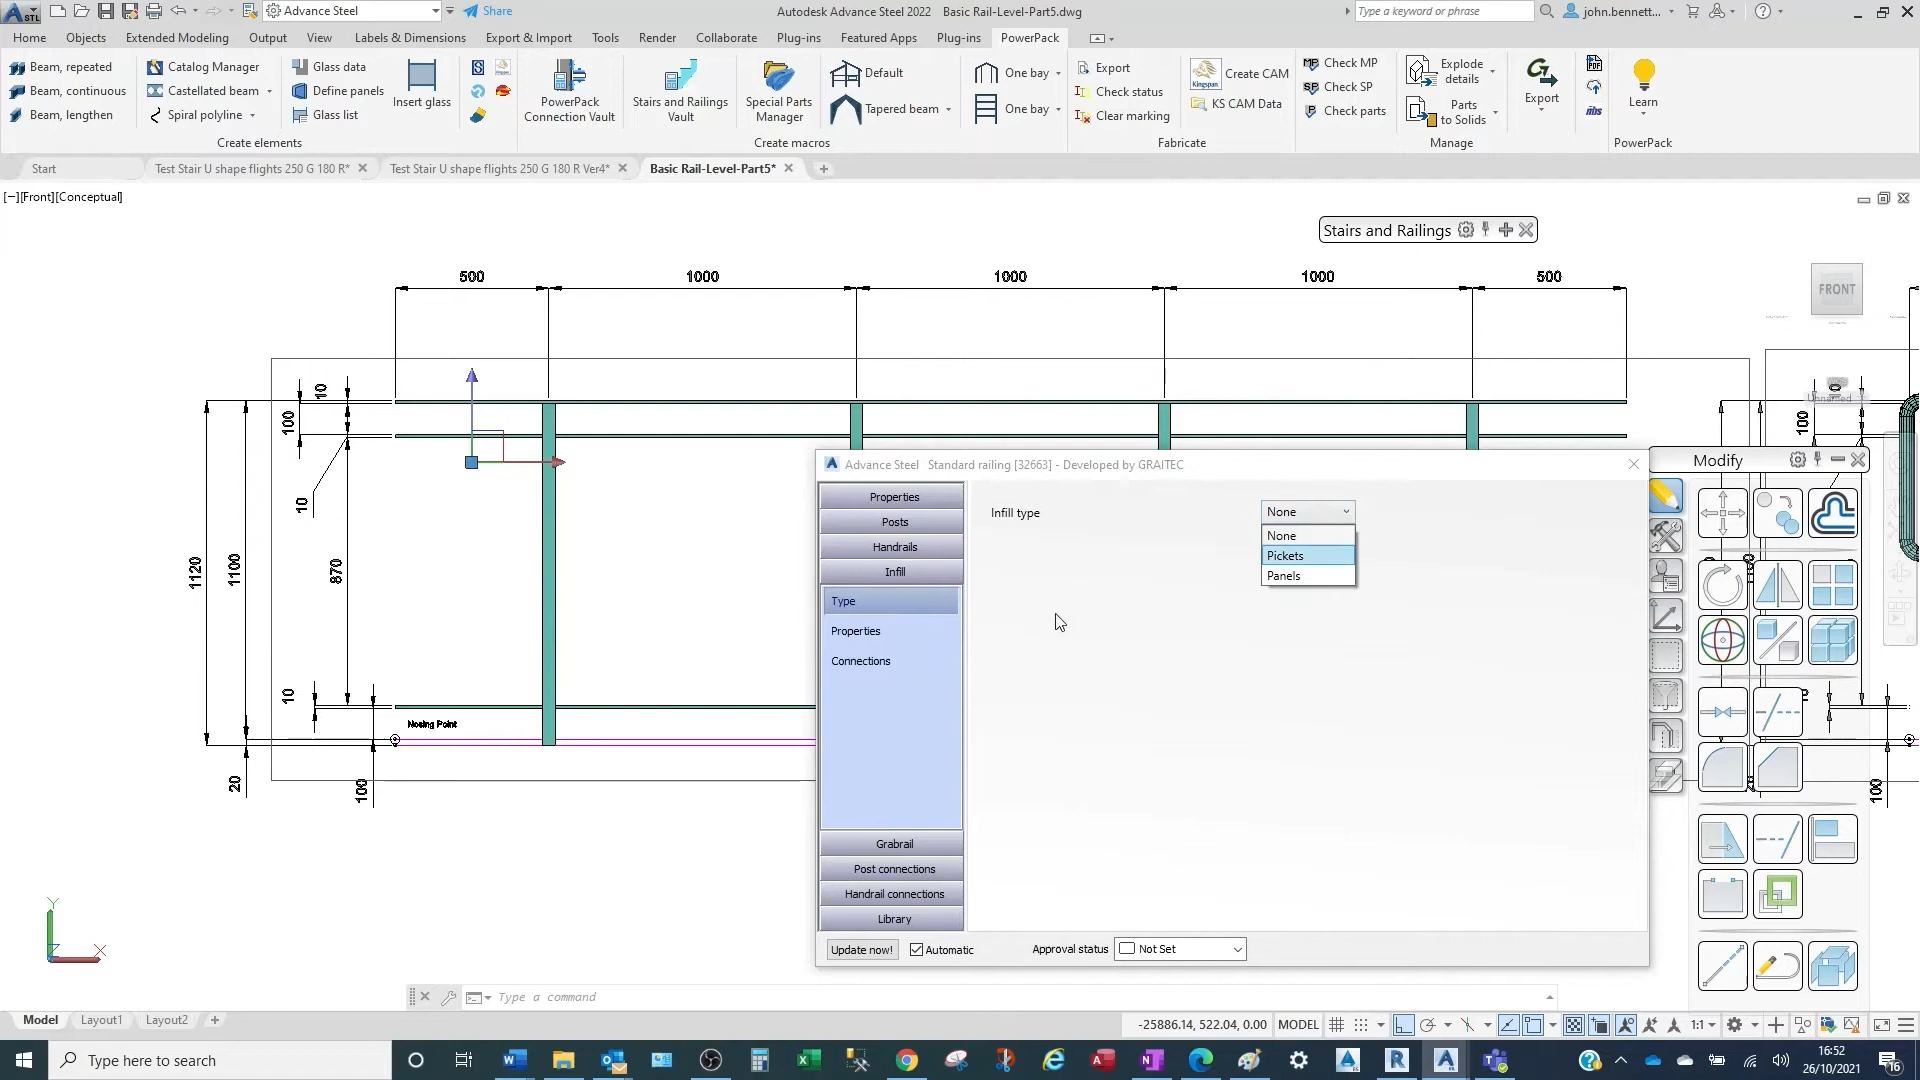 STL
Advance Steel
Share
Autodesk Advance Steel 2022 Basic Rail-Level-Part5.dwg
Type a keyword or phrase
john.bennett...
Home Objects Extended Modeling Output View Labels & Dimensions Export & Import Tools Render Collaborate Plug-ins Featured Apps Plug-ins PowerPack
Beam, repeated
Beam, continuous
Beam, lengthen
Catalog Manager
Castellated beam
Spiral polyline
Glass data
Define panels
Glass list
Insert glass
Create elements
PowerPack
Connection Vault
Stairs and Railings
Vault
Special Parts
Manager
Default
Tapered beam
One bay
One bay
Create macros
Export
Check status
Clear marking
Kingspan
Create CAM
KS CAM Data
Fabricate
MP Check MP
SP Check SP
P Check parts
Explode
details
Parts
to Solids
Manage
Export
PDF
Learn
PowerPack
Start
Test Stair U shape flights 250 G 180 R*
Test Stair U shape flights 250 G 180 R Ver4*
Basic Rail-Level-Part5*
[−][Front][Conceptual]
Stairs and Railings
FRONT
500 1000 1000 1000 500
10
100
10
870
1120
1100
10
Nosing Point
20
100
100
100
Unnamed
Modify
Advance Steel Standard railing [32663] - Developed by GRAITEC
Properties
Posts
Handrails
Infill
Type
Properties
Connections
Grabrail
Post connections
Handrail connections
Library
Infill type
None
None
Pickets
Panels
Update now!
Automatic
Approval status
Not Set
Y
X
Z
Type a command
Model Layout1 Layout2
-25886.14, 522.04, 0.00 MODEL
1:1
Type here to search
16:52
26/10/2021
16